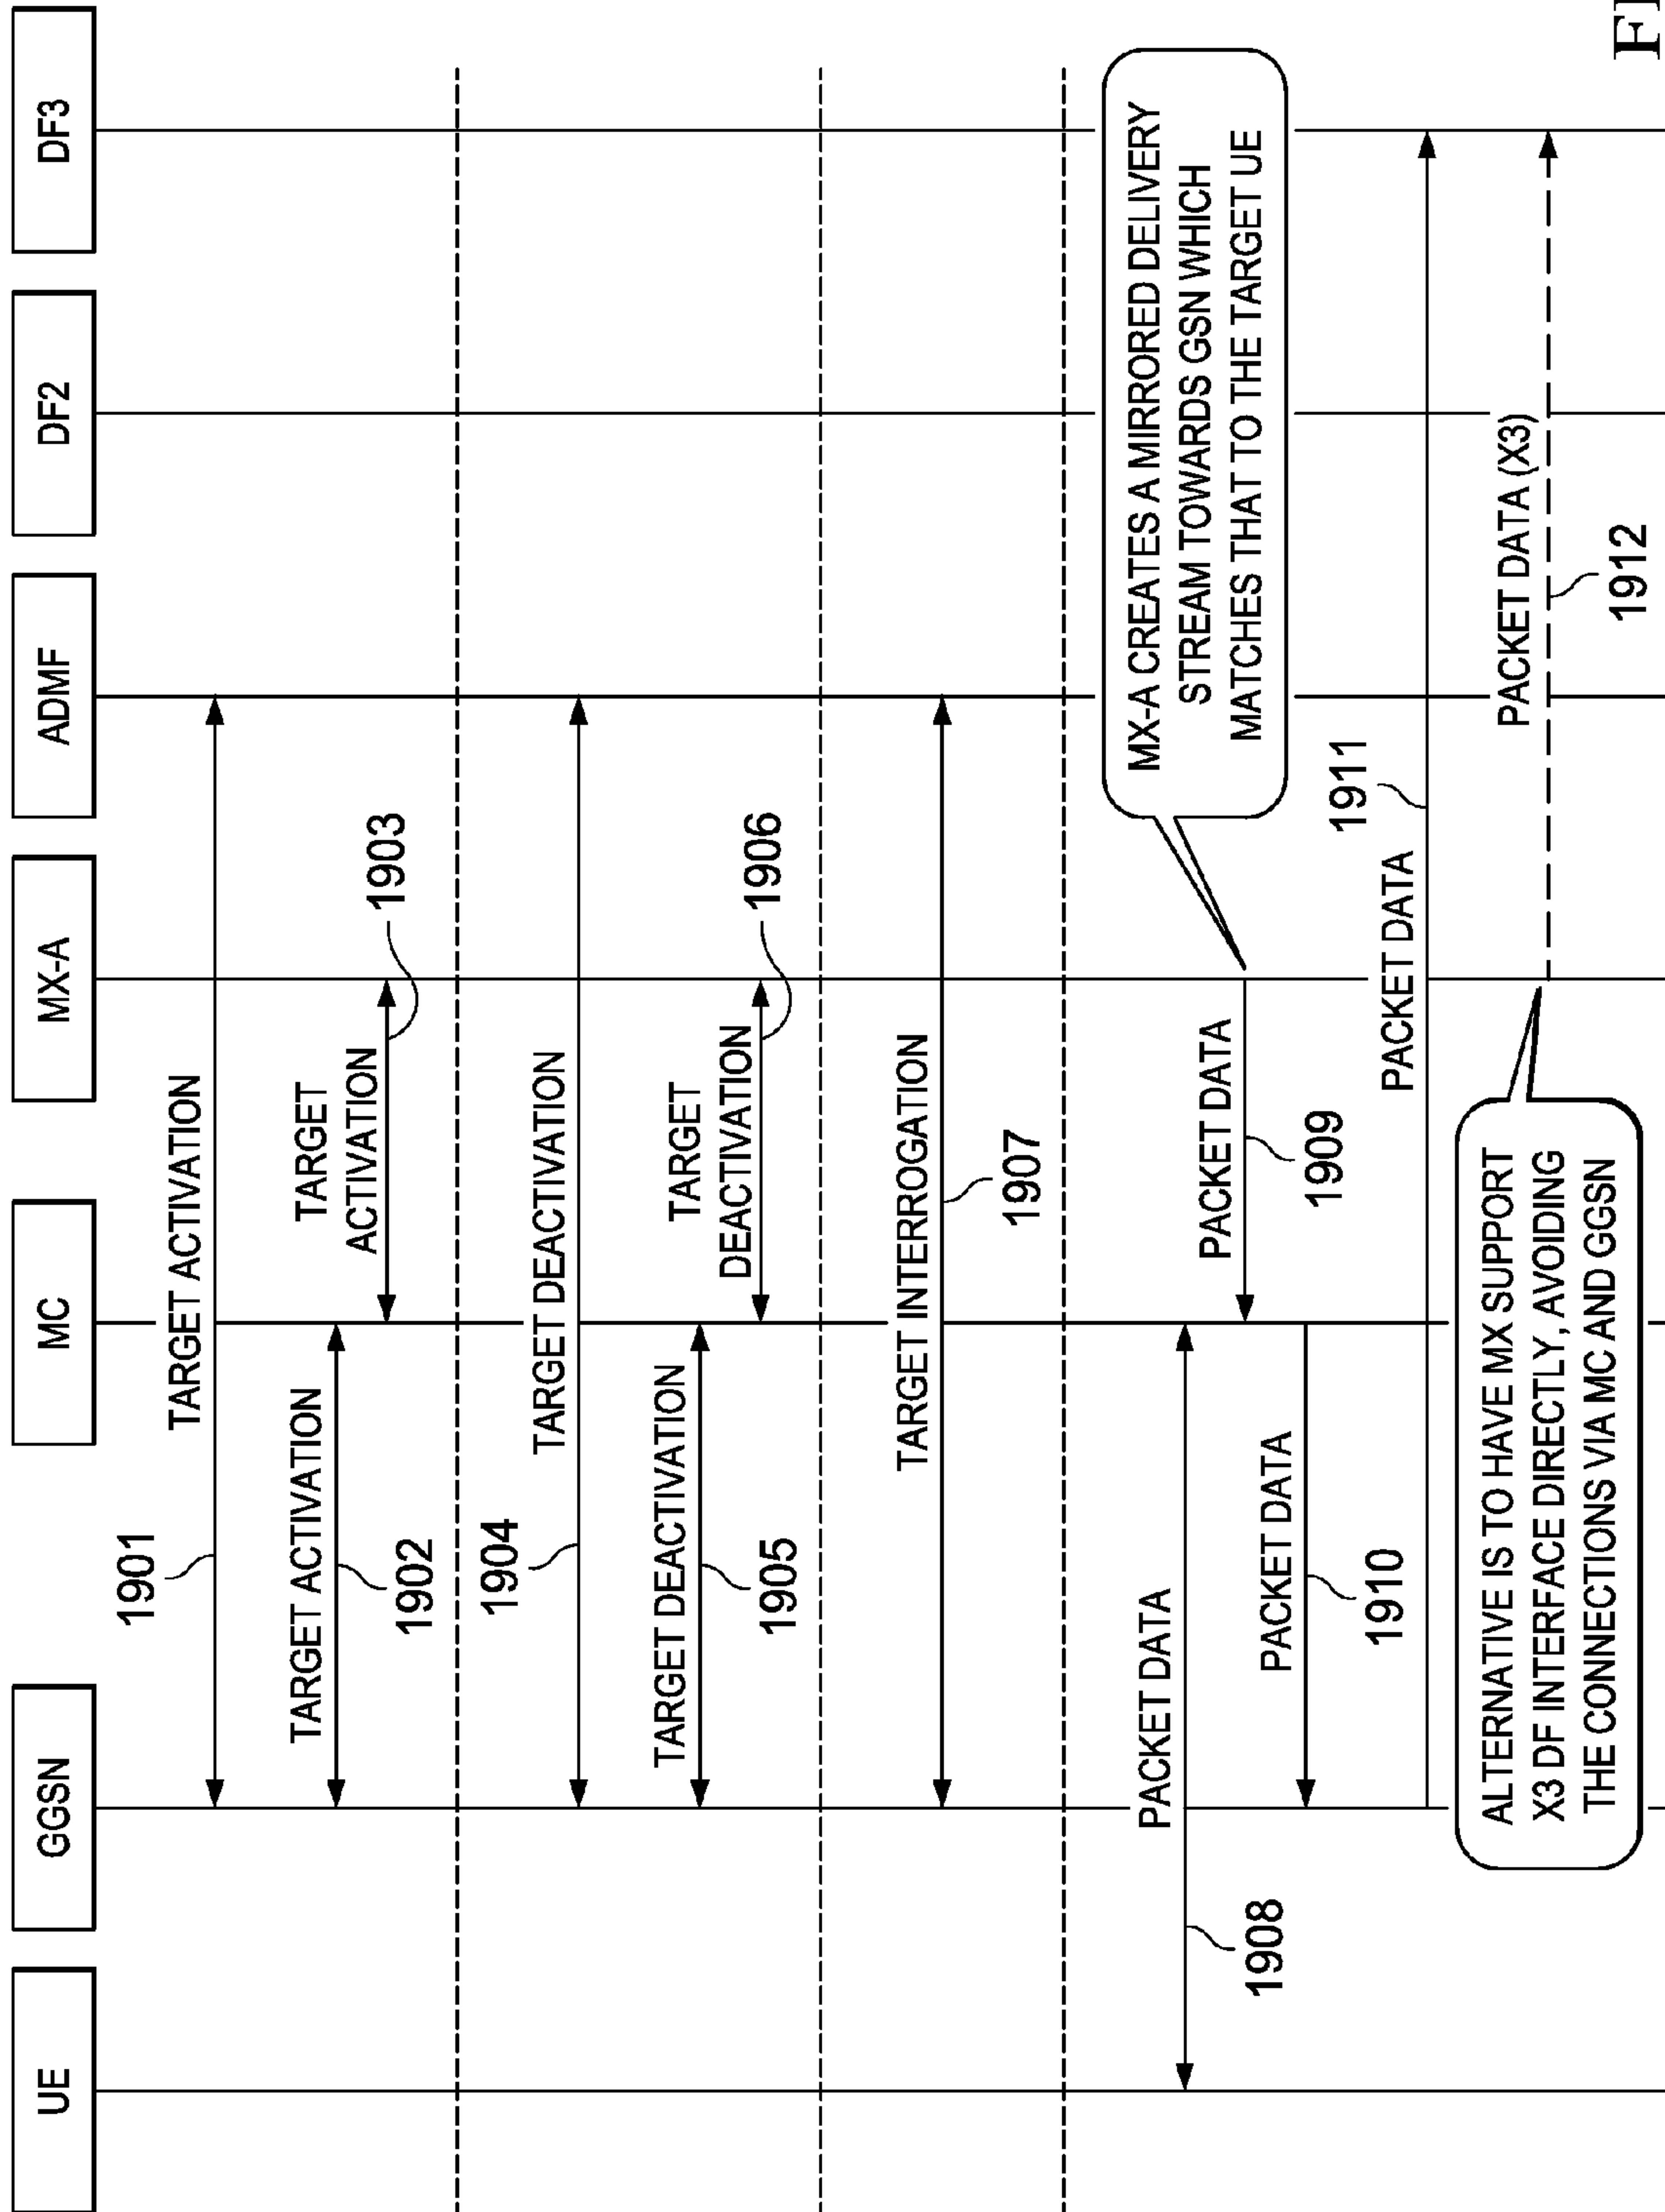 UE
GGSN
MC
MX-A
ADMF
DF2
DF3
1901
TARGET ACTIVATION
TARGET ACTIVATION
1902
TARGET
ACTIVATION
1903
1904
TARGET DEACTIVATION
TARGET DEACTIVATION
1905
TARGET
DEACTIVATION
1906
TARGET INTERROGATION
1907
PACKET DATA
1908
MX-A CREATES A MIRRORED DELIVERY
STREAM TOWARDS GSN WHICH
MATCHES THAT TO THE TARGET UE
PACKET DATA
1909
PACKET DATA
1910
PACKET DATA
1911
ALTERNATIVE IS TO HAVE MX SUPPORT
X3 DF INTERFACE DIRECTLY, AVOIDING
THE CONNECTIONS VIA MC AND GGSN
PACKET DATA (X3)
1912